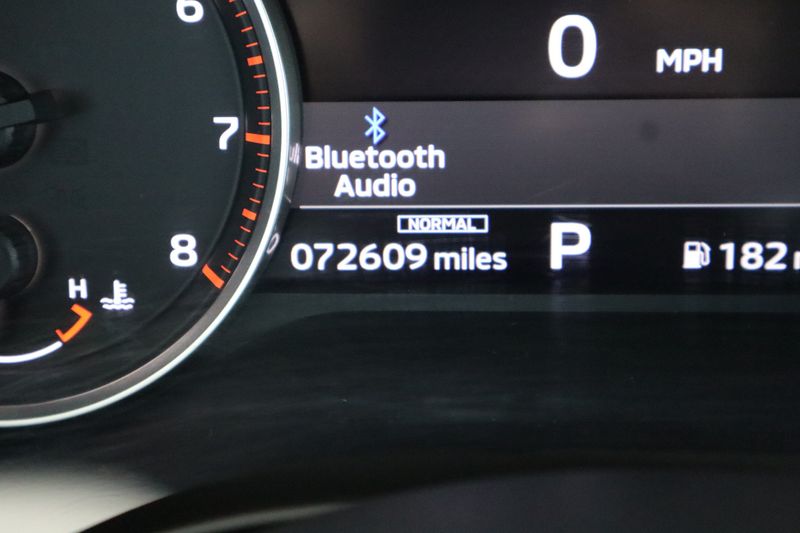 6
7
8
H
0 MPH
Bluetooth
Audio
NORMAL
072609 miles
P
182